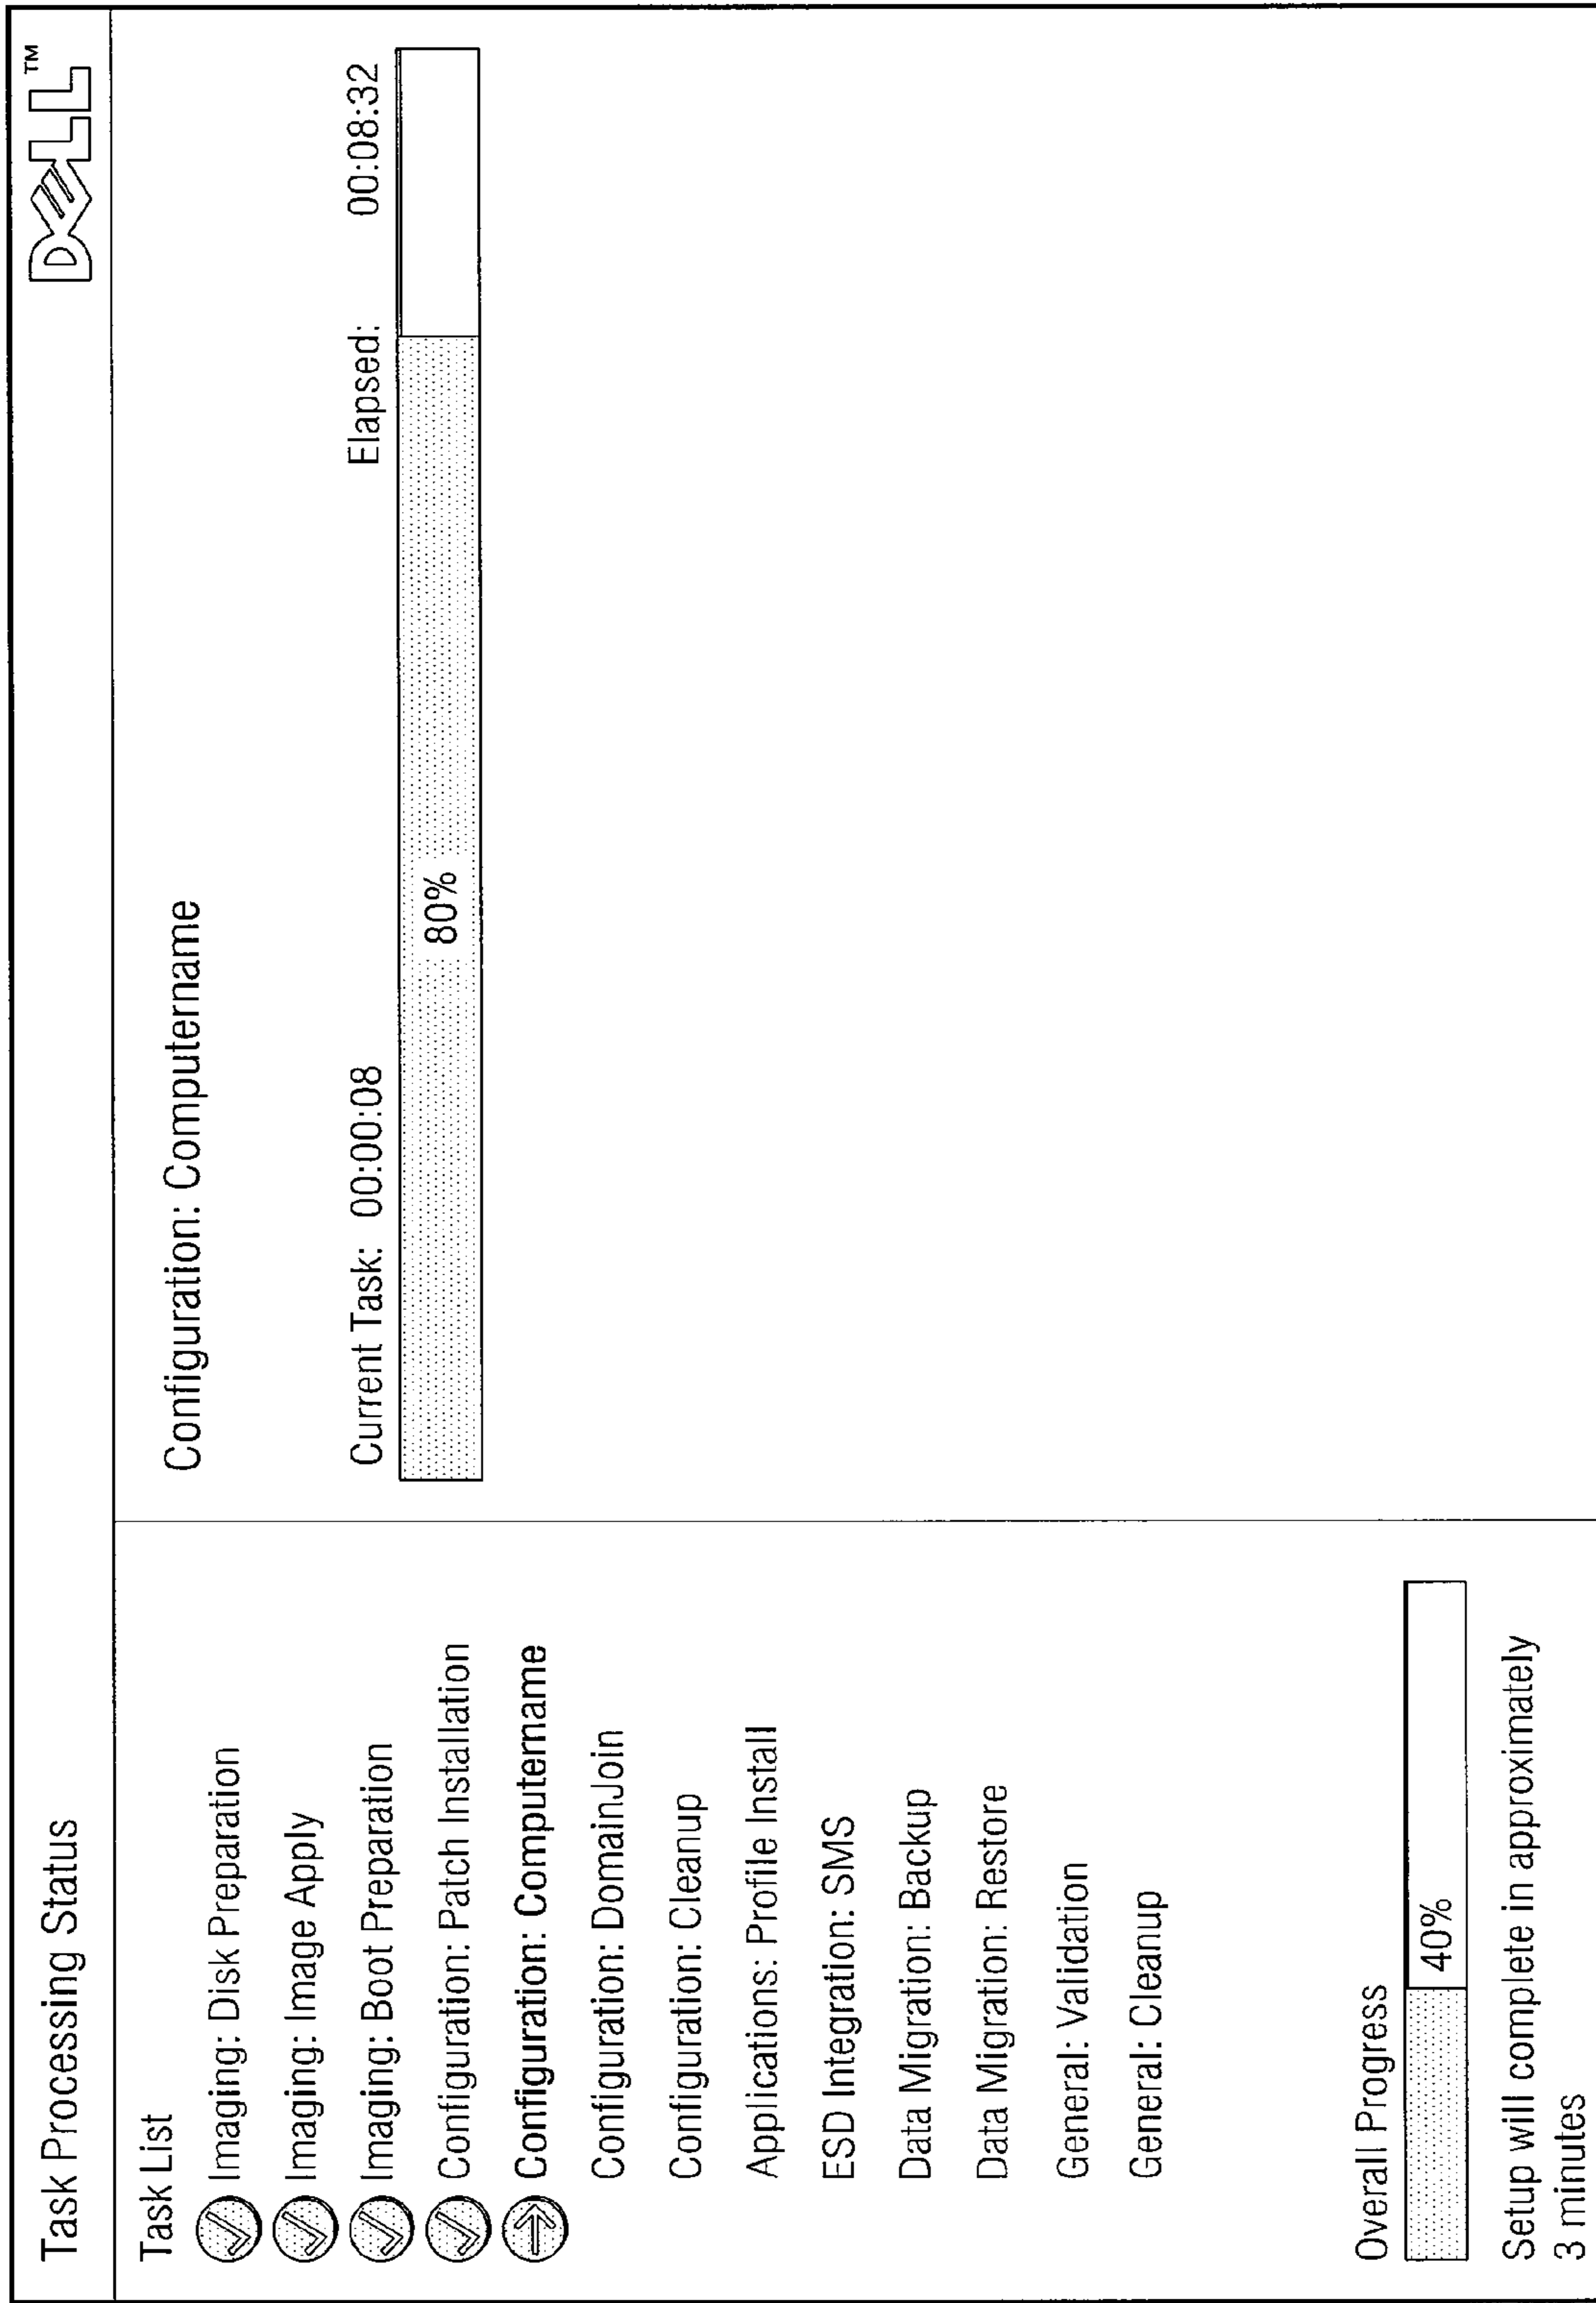 Task Processing Status
DELL™
Task List
Imaging: Disk Preparation
Imaging: Image Apply
Imaging: Boot Preparation
Configuration: Patch Installation
Configuration: Computername
Configuration: DomainJoin
Configuration: Cleanup
Applications: Profile Install
ESD Integration: SMS
Data Migration: Backup
Data Migration: Restore
General: Validation
General: Cleanup
Overall Progress
40%
Setup will complete in approximately
3 minutes
Configuration: Computername
Current Task: 00:00:08 Elapsed: 00:08:32
80%